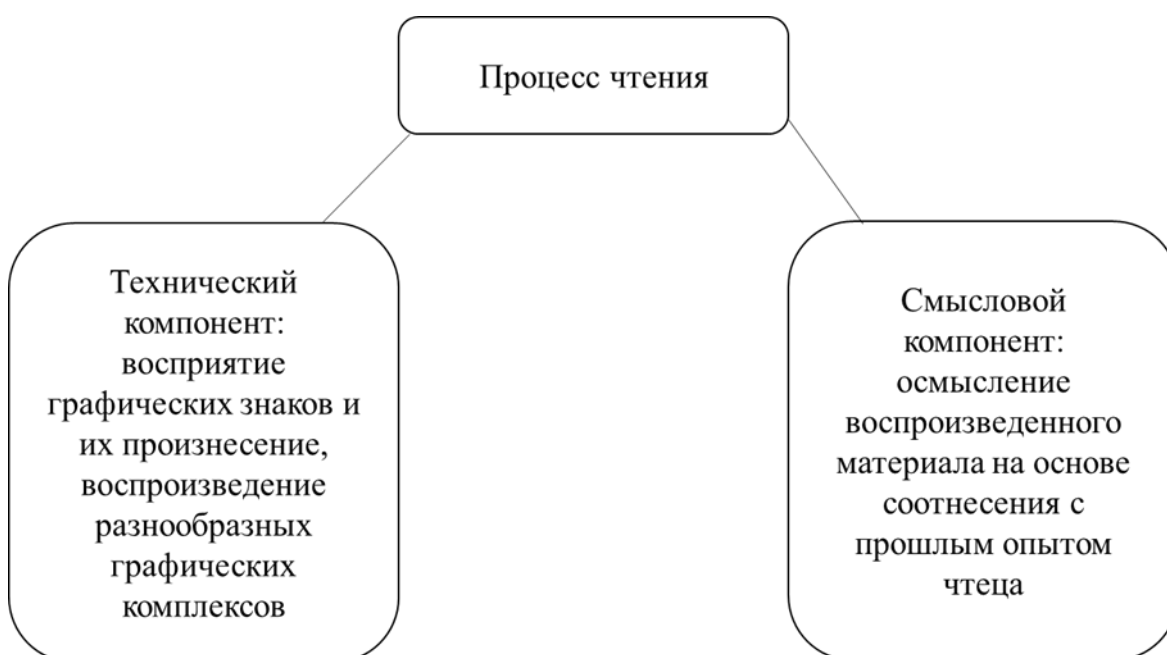 Процесс чтения
Технический
компонент:
восприятие
графических знаков и
их произнесение,
воспроизведение
разнообразных
графических
комплексов
Смысловой
компонент:
осмысление
воспроизведенного
материала на основе
соотнесения с
прошлым опытом
чтеца